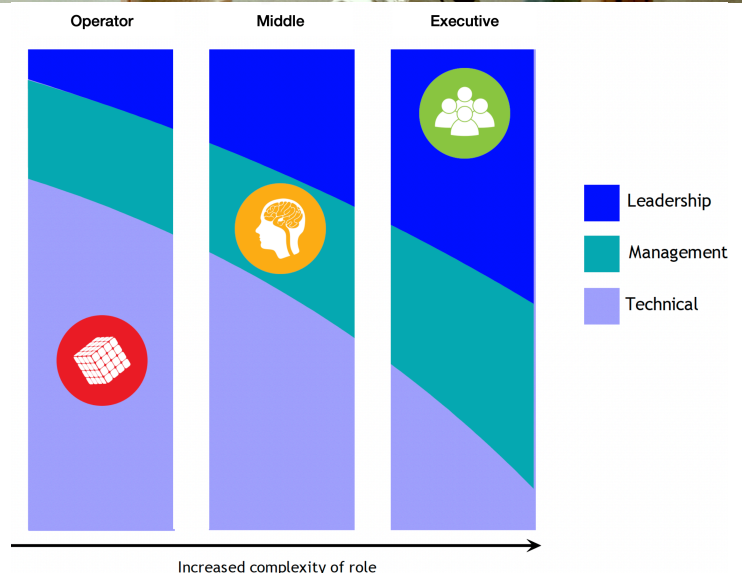 Operator
Middle
Executive
Leadership
Management
Technical
Increased complexity of role